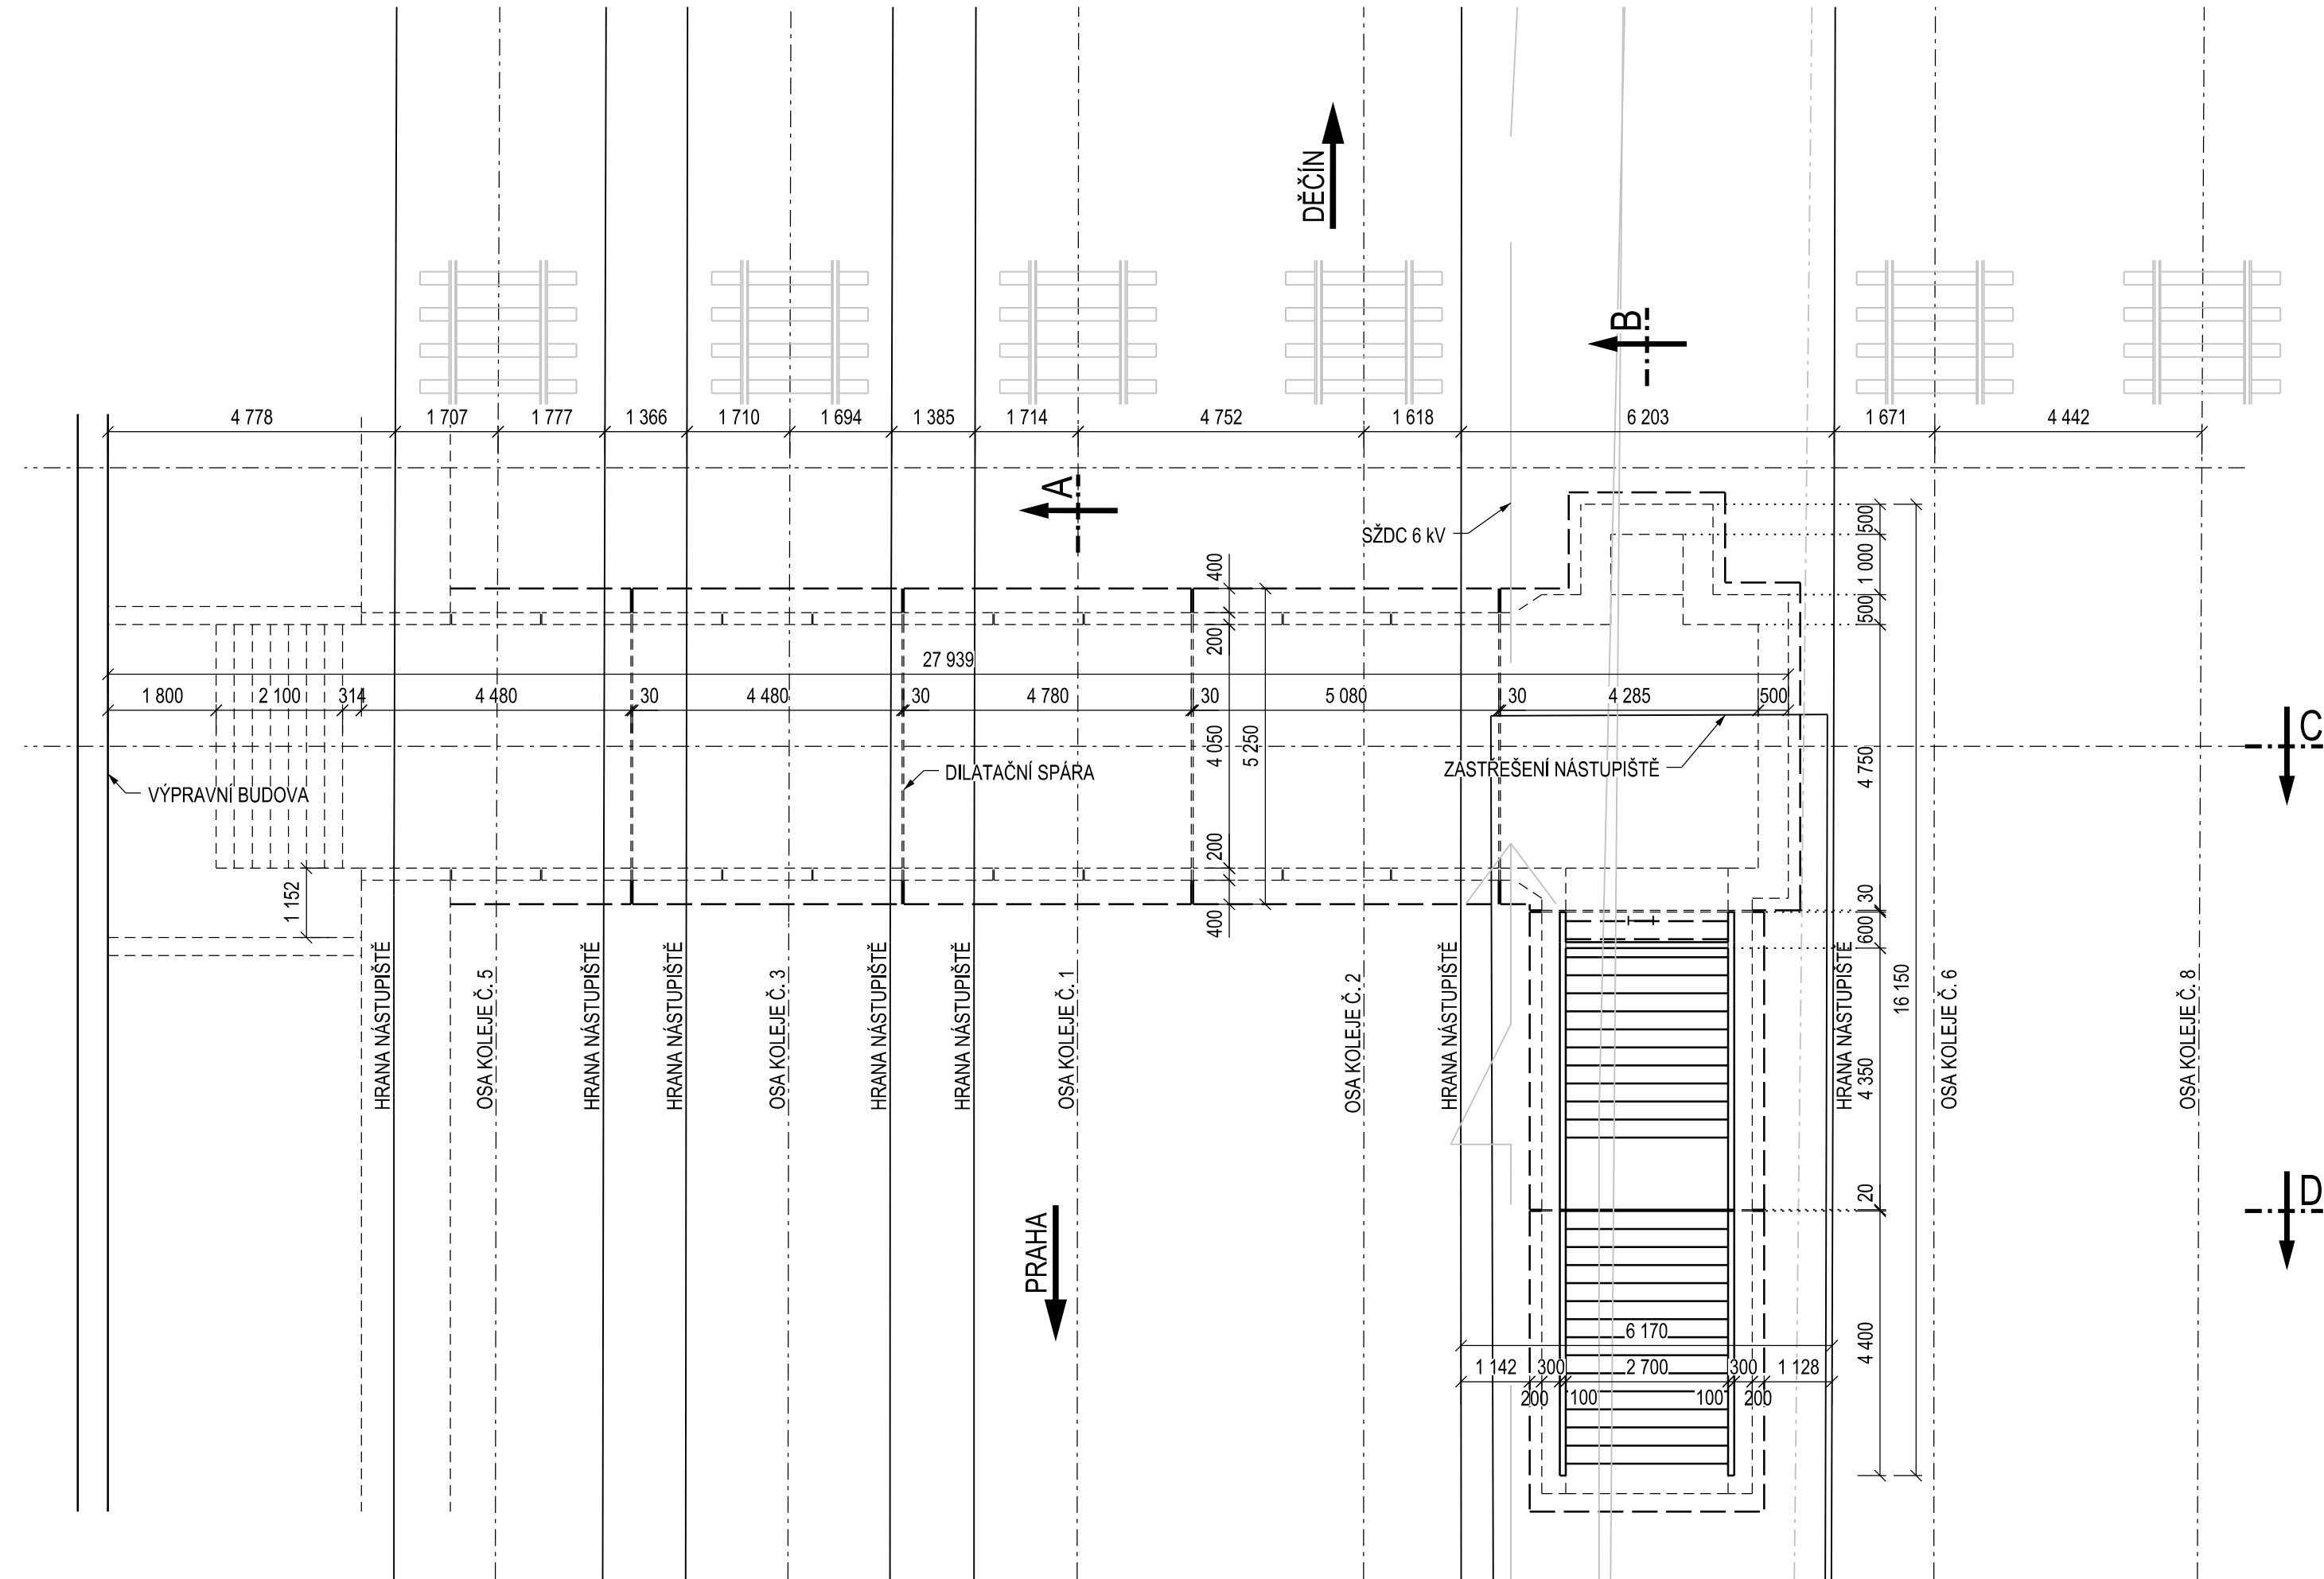 DĚČÍN
B
4 778
1 707
1 777
1 366
1 710
1 694
1 385
1 714
4 752
1 618
6 203
1 671
4 442
A
SŽDC 6 kV
500
1 000
500
400
200
27 939
1 800
2 100
314
4 480
30
4 480
30
4 780
30
5 080
30
4 285
500
C
4 050
5 250
4 750
VÝPRAVNÍ BUDOVA
DILATAČNÍ SPÁRA
ZASTŘEŠENÍ NÁSTUPIŠTĚ
1 152
200
400
30
600
HRANA NÁSTUPIŠTĚ
OSA KOLEJE Č. 5
HRANA NÁSTUPIŠTĚ
HRANA NÁSTUPIŠTĚ
OSA KOLEJE Č. 3
HRANA NÁSTUPIŠTĚ
HRANA NÁSTUPIŠTĚ
OSA KOLEJE Č. 1
OSA KOLEJE Č. 2
HRANA NÁSTUPIŠTĚ
HRANA NÁSTUPIŠTĚ
4 350
16 150
OSA KOLEJE Č. 6
OSA KOLEJE Č. 8
20
D
PRAHA
4 400
6 170
1 142
300
2 700
300
1 128
200
100
100
200